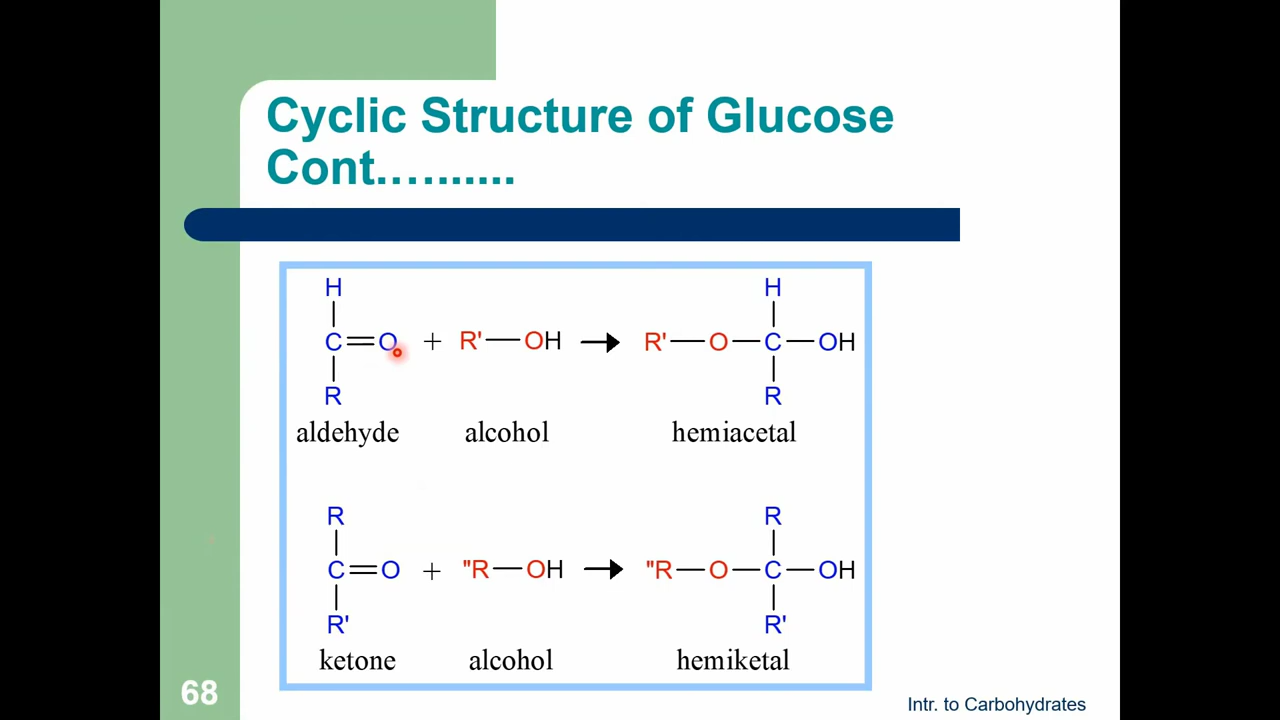 Cyclic Structure of Glucose
Cont.….......
H
C=O + R'—OH → R'—O—C—OH
H
R
R
aldehyde alcohol hemiacetal
R
R
C=O + "R—OH → "R—O—C—OH
R'
R'
ketone alcohol hemiketal
68
Intr. to Carbohydrates